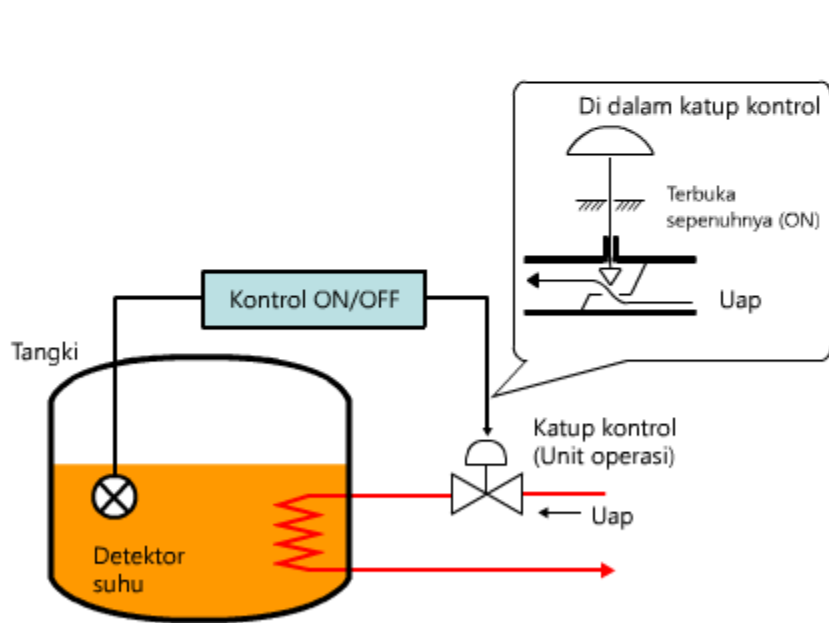 Di dalam katup kontrol
Terbuka
sepenuhnya (ON)
Uap
Kontrol ON/OFF
Tangki
Katup kontrol
(Unit operasi)
Uap
Detektor
suhu